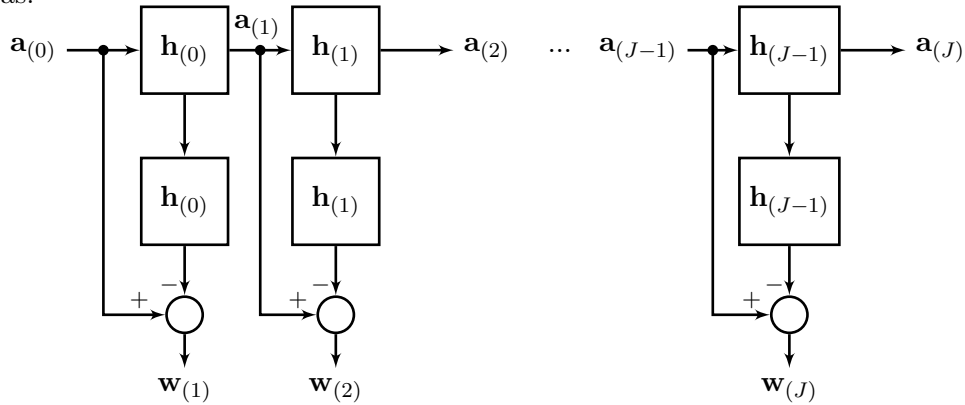 as:
a(1)
a(0) h(0) h(1) a(2) ... a(J−1) h(J−1) a(J)
h(0) h(1) h(J−1)
− − −
+ + +
w(1) w(2) w(J)